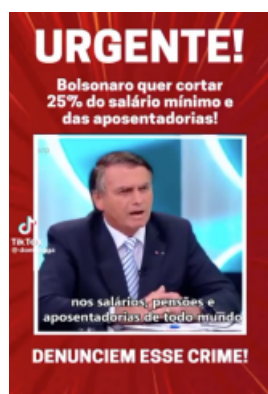 URGENTE!
Bolsonaro quer cortar
25% do salário mínimo e
das aposentadorias!
TikTok
nos salários, pensões e
aposentadorias de todo mundo
DENUNCIEM ESSE CRIME!